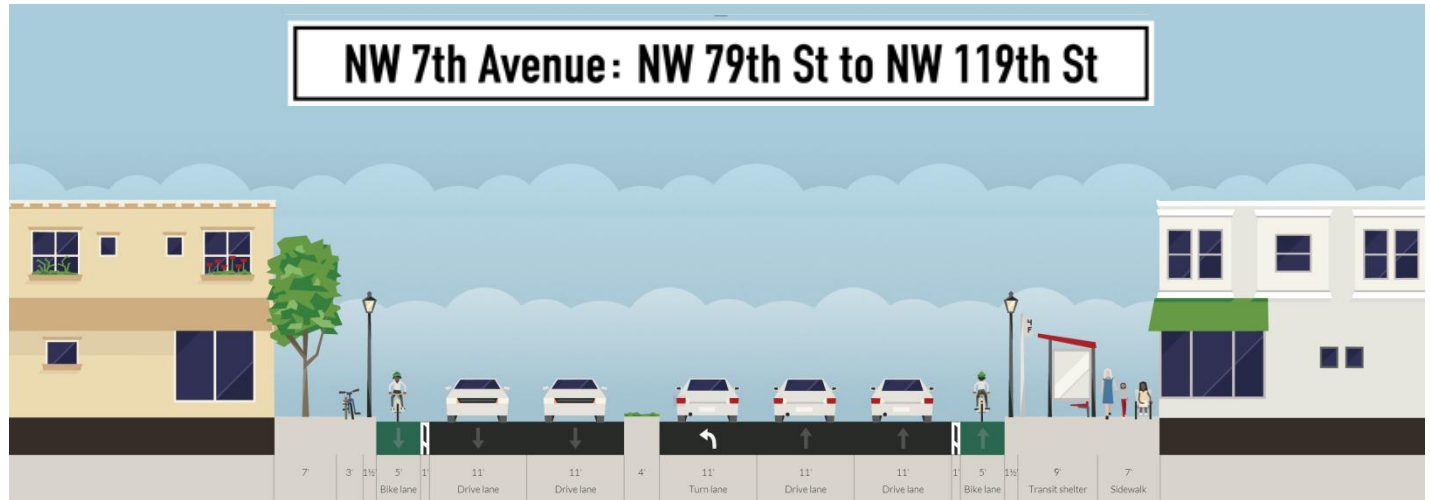 NW 7th Avenue: NW 79th St to NW 119th St
7' 3' 1½' 5' 1' 11' 11' 4' 11' 11' 11' 1' 5' 1½' 9' 7'
Bike lane Drive lane Drive lane Turn lane Drive lane Drive lane Bike lane Transit shelter Sidewalk